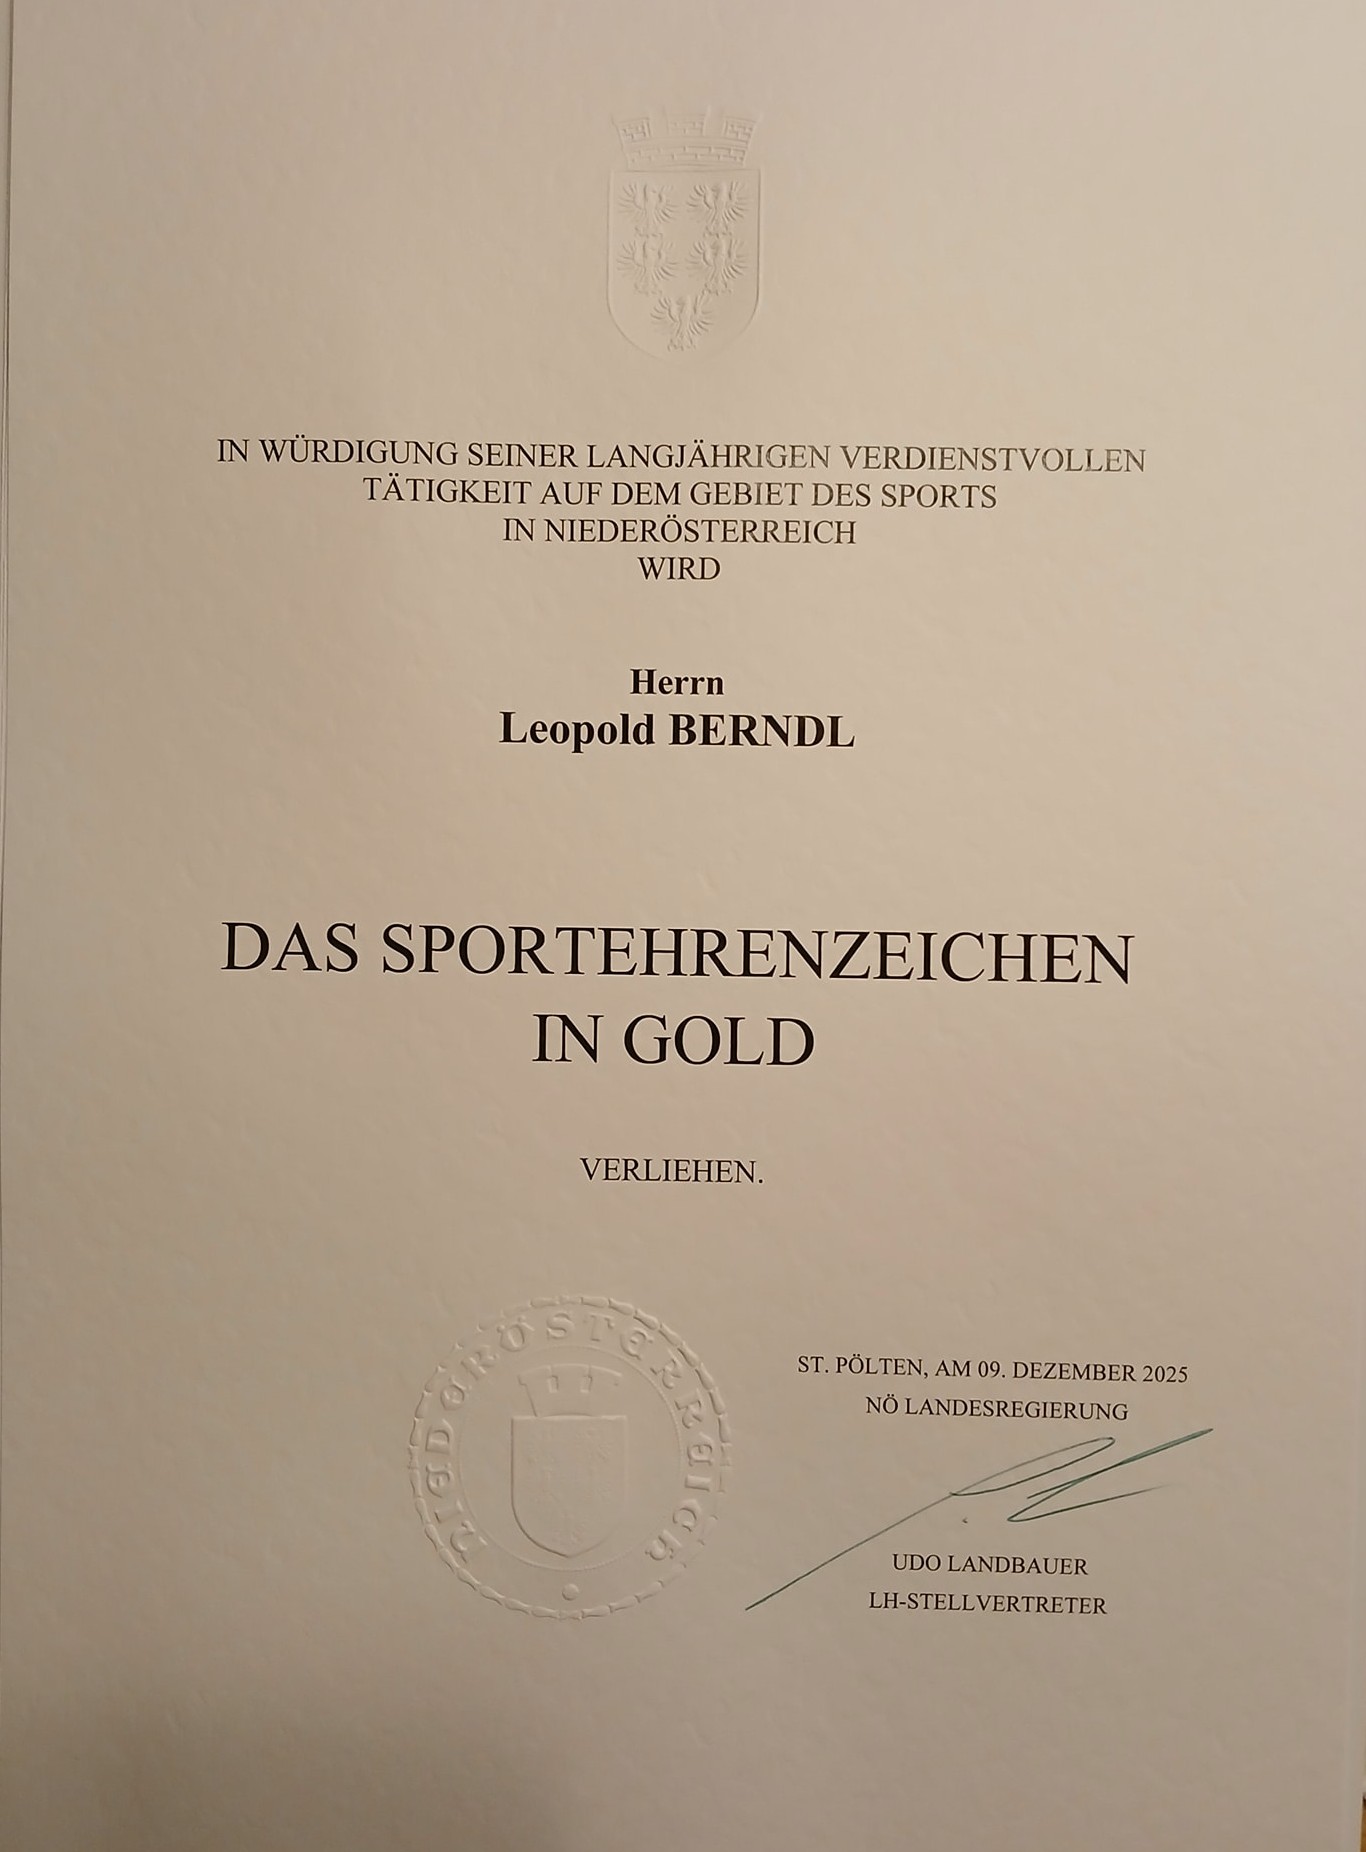 IN WÜRDIGUNG SEINER LANGJÄHRIGEN VERDIENSTVOLLEN
TÄTIGKEIT AUF DEM GEBIET DES SPORTS
IN NIEDERÖSTERREICH
WIRD
Herrn
Leopold BERNDL
DAS SPORTEHRENZEICHEN
IN GOLD
VERLIEHEN.
NIEDERÖSTERREICH
ST. PÖLTEN, AM 09. DEZEMBER 2025
NÖ LANDESREGIERUNG
UDO LANDBAUER
LH-STELLVERTRETER